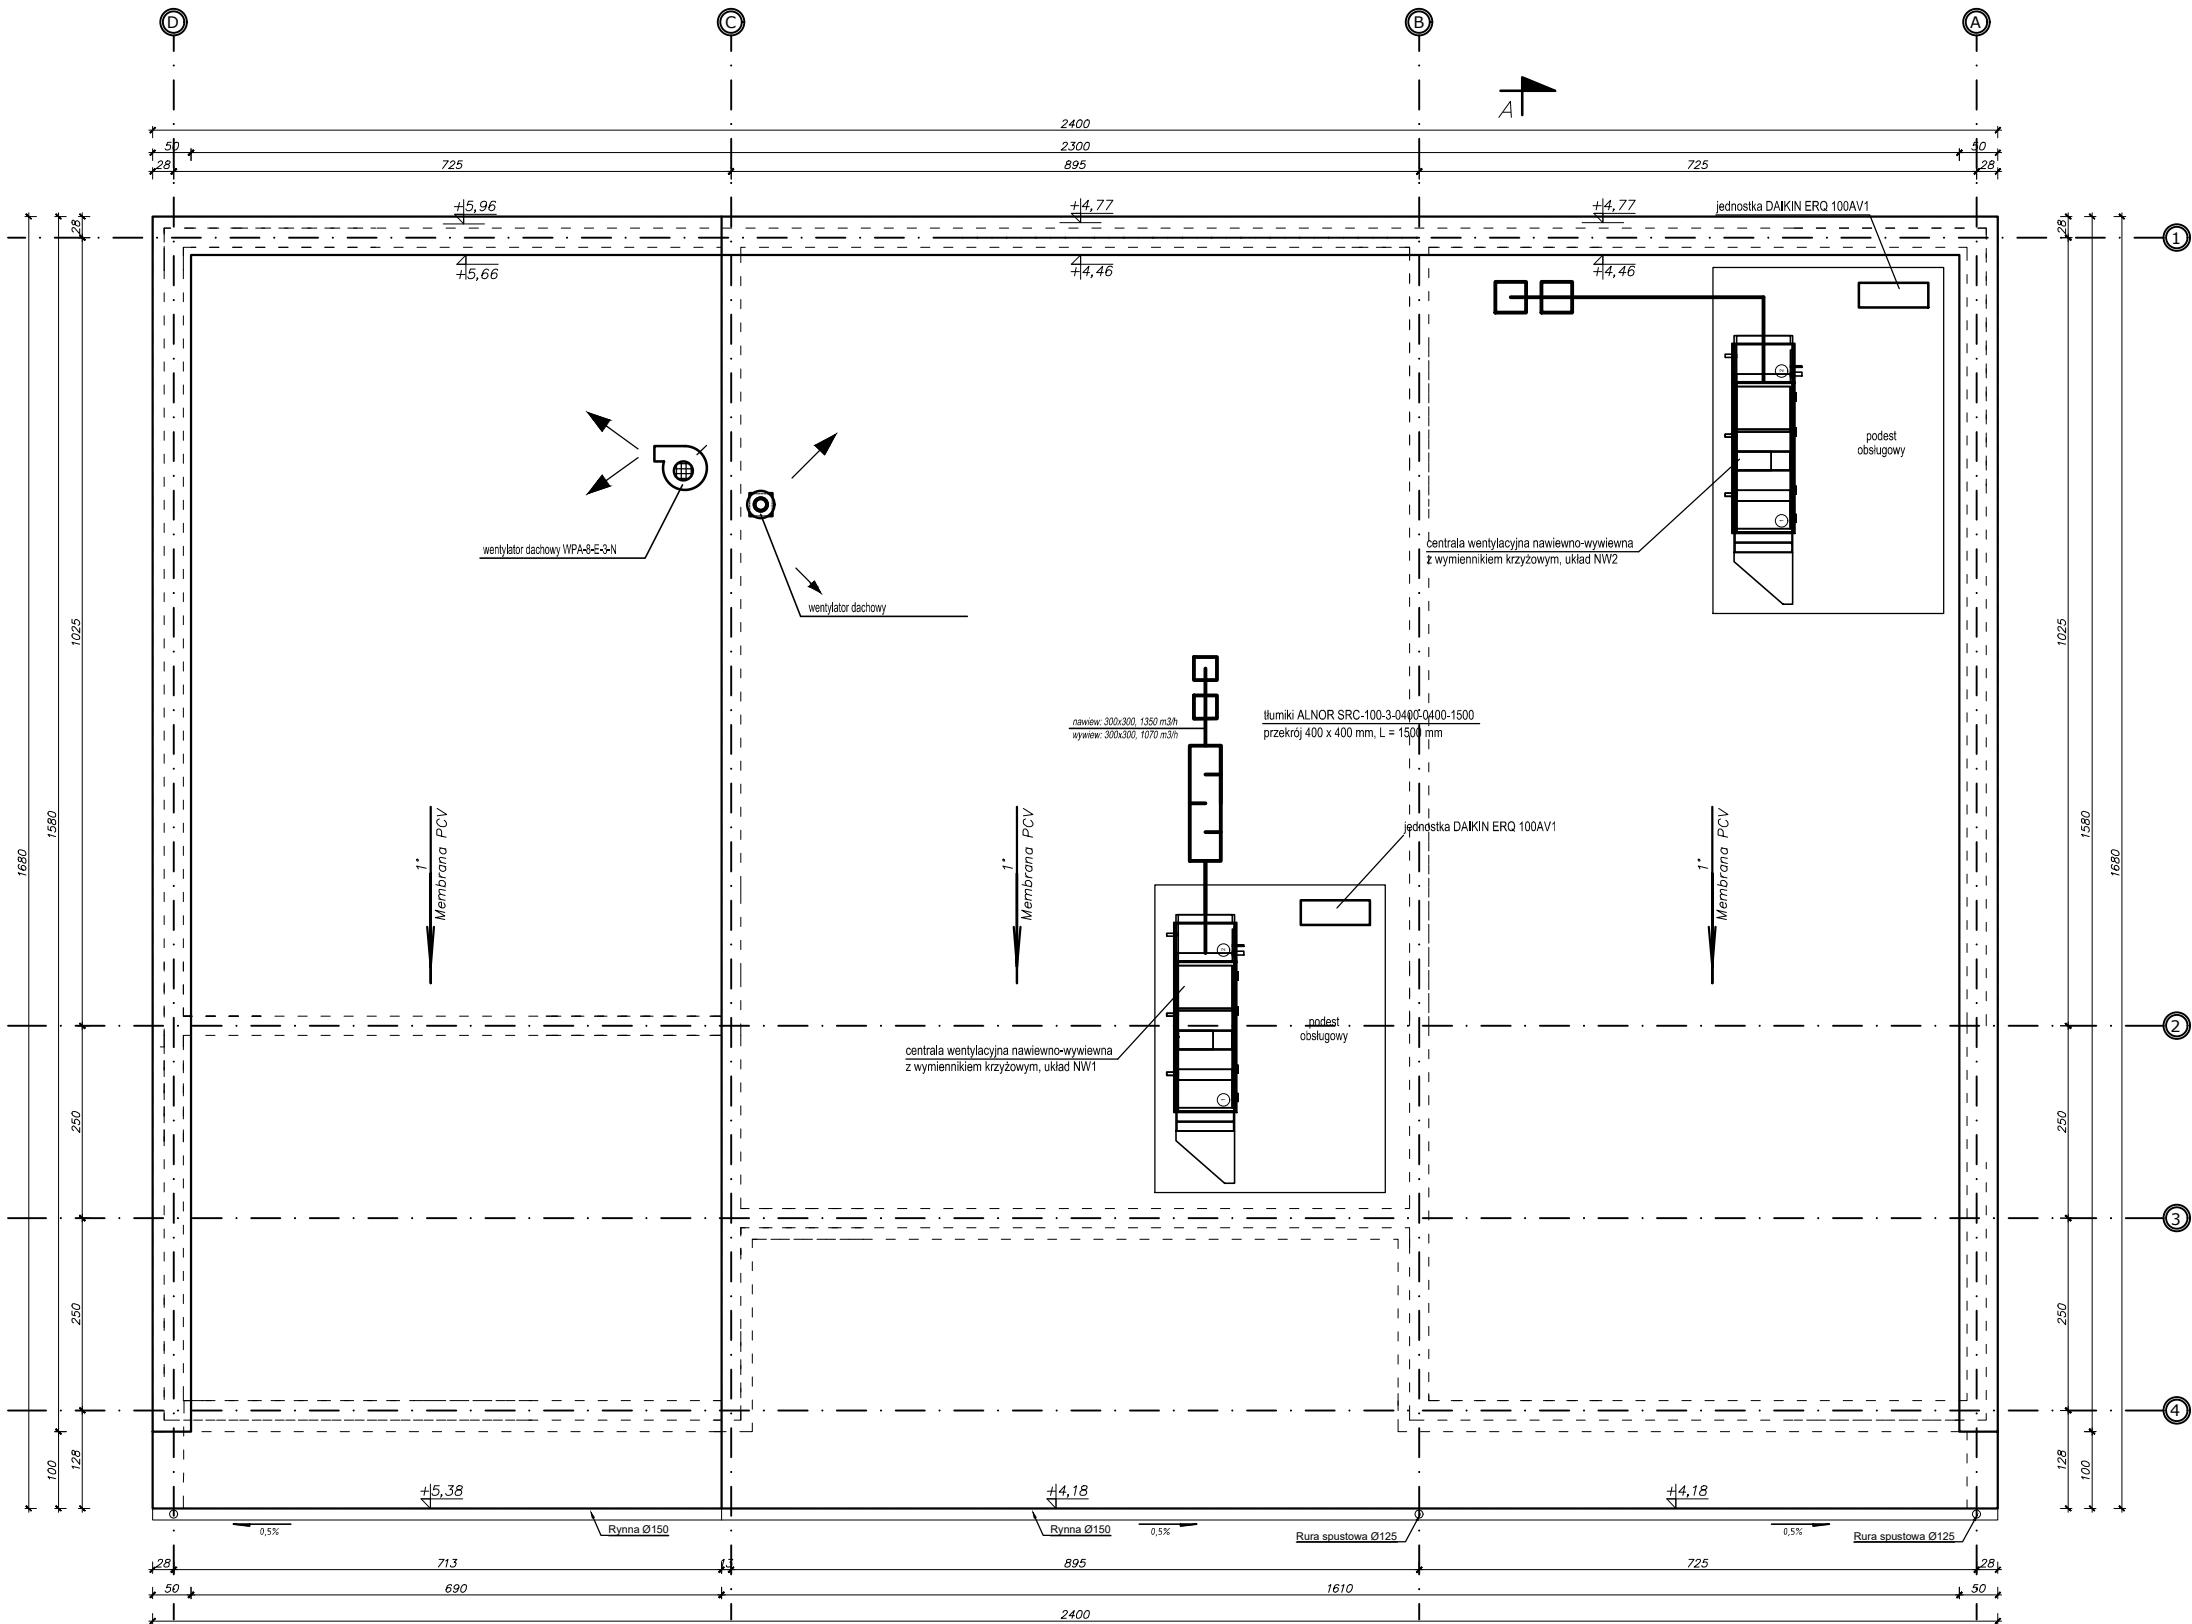 D
C
B
A
A
2400
50
2300
50
28
725
895
725
28
+5,96
+4,77
+4,77
jednostka DAIKIN ERQ 100AV1
28
28
1
+5,66
+4,46
+4,46
podest
obsługowy
wentylator dachowy WPA-8-E-3-N
centrala wentylacyjna nawiewno-wywiewna
z wymiennikiem krzyżowym, układ NW2
wentylator dachowy
1025
1025
nawiew: 300x300, 1350 m3/h
wywiew: 300x300, 1070 m3/h
tłumiki ALNOR SRC-100-3-0400-0400-1500
przekrój 400 x 400 mm, L = 1500 mm
1680
1580
1°
Membrana PCV
1°
Membrana PCV
jednostka DAIKIN ERQ 100AV1
1°
Membrana PCV
1580
1680
2
podest
obsługowy
centrala wentylacyjna nawiewno-wywiewna
z wymiennikiem krzyżowym, układ NW1
250
250
3
250
250
4
100
128
128
100
+5,38
+4,18
+4,18
0,5%
Rynna Ø150
Rynna Ø150
0,5%
Rura spustowa Ø125
0,5%
Rura spustowa Ø125
28
713
13
895
725
28
50
690
1610
50
2400